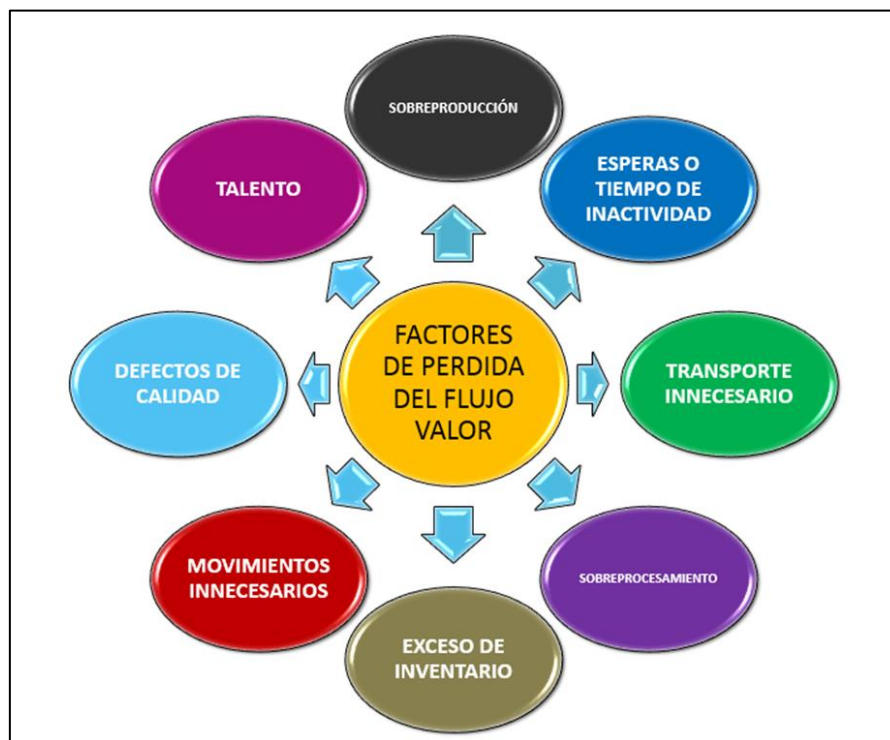 SOBREPRODUCCIÓN
ESPERAS O
TIEMPO DE
INACTIVIDAD
TRANSPORTE
INNECESARIO
SOBREPROCESAMIENTO
EXCESO DE
INVENTARIO
MOVIMIENTOS
INNECESARIOS
DEFECTOS DE
CALIDAD
TALENTO
FACTORES
DE PERDIDA
DEL FLUJO
VALOR